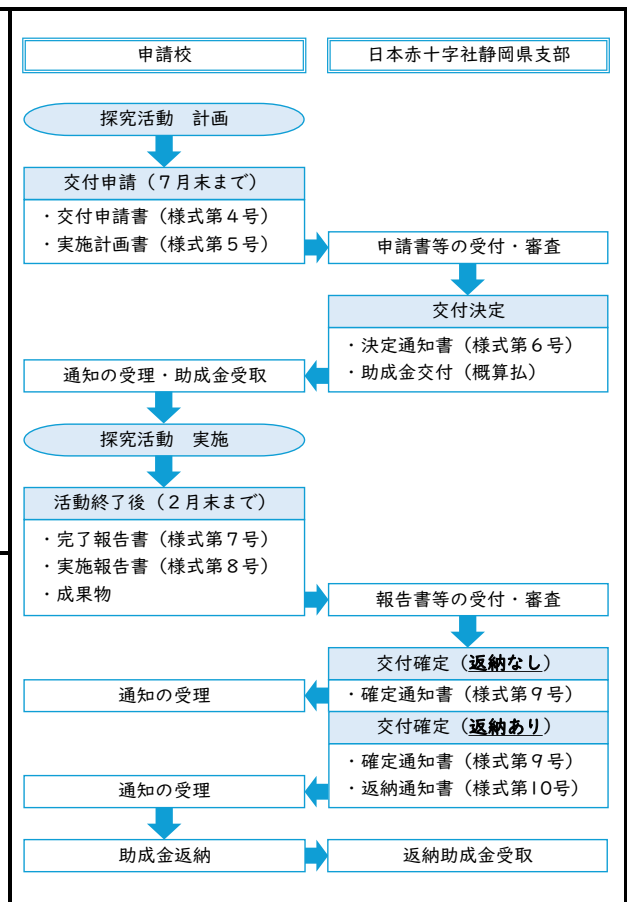 申請校
日本赤十字社静岡県支部
探究活動　計画
交付申請（７月末まで）
・交付申請書（様式第４号）
・実施計画書（様式第５号）
申請書等の受付・審査
交付決定
・決定通知書（様式第６号）
・助成金交付（概算払）
通知の受理・助成金受取
探究活動　実施
活動終了後（２月末まで）
・完了報告書（様式第７号）
・実施報告書（様式第８号）
・成果物
報告書等の受付・審査
交付確定（返納なし）
・確定通知書（様式第９号）
通知の受理
交付確定（返納あり）
・確定通知書（様式第９号）
・返納通知書（様式第10号）
通知の受理
助成金返納
返納助成金受取